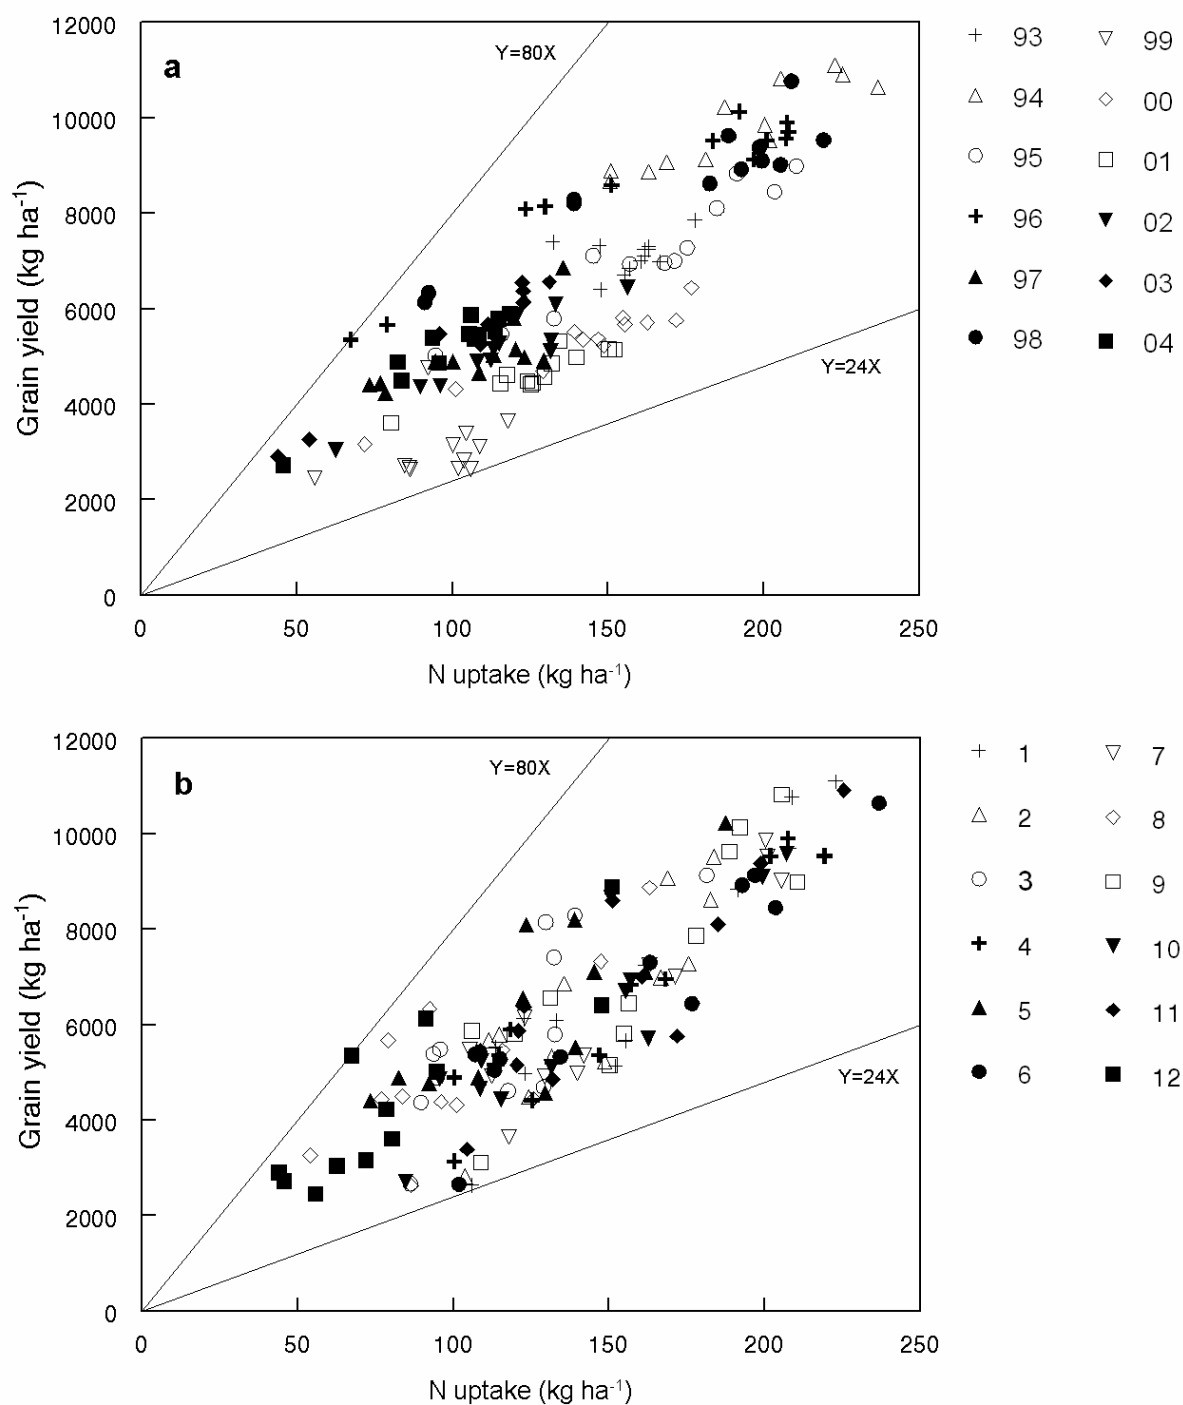 12000
10000
8000
6000
4000
2000
0
a
Y=80X
Y=24X
Grain yield (kg ha⁻¹)
0 50 100 150 200 250
N uptake (kg ha⁻¹)
93 99
94 00
95 01
96 02
97 03
98 04
12000
10000
8000
6000
4000
2000
0
b
Y=80X
Y=24X
Grain yield (kg ha⁻¹)
0 50 100 150 200 250
N uptake (kg ha⁻¹)
1 7
2 8
3 9
4 10
5 11
6 12